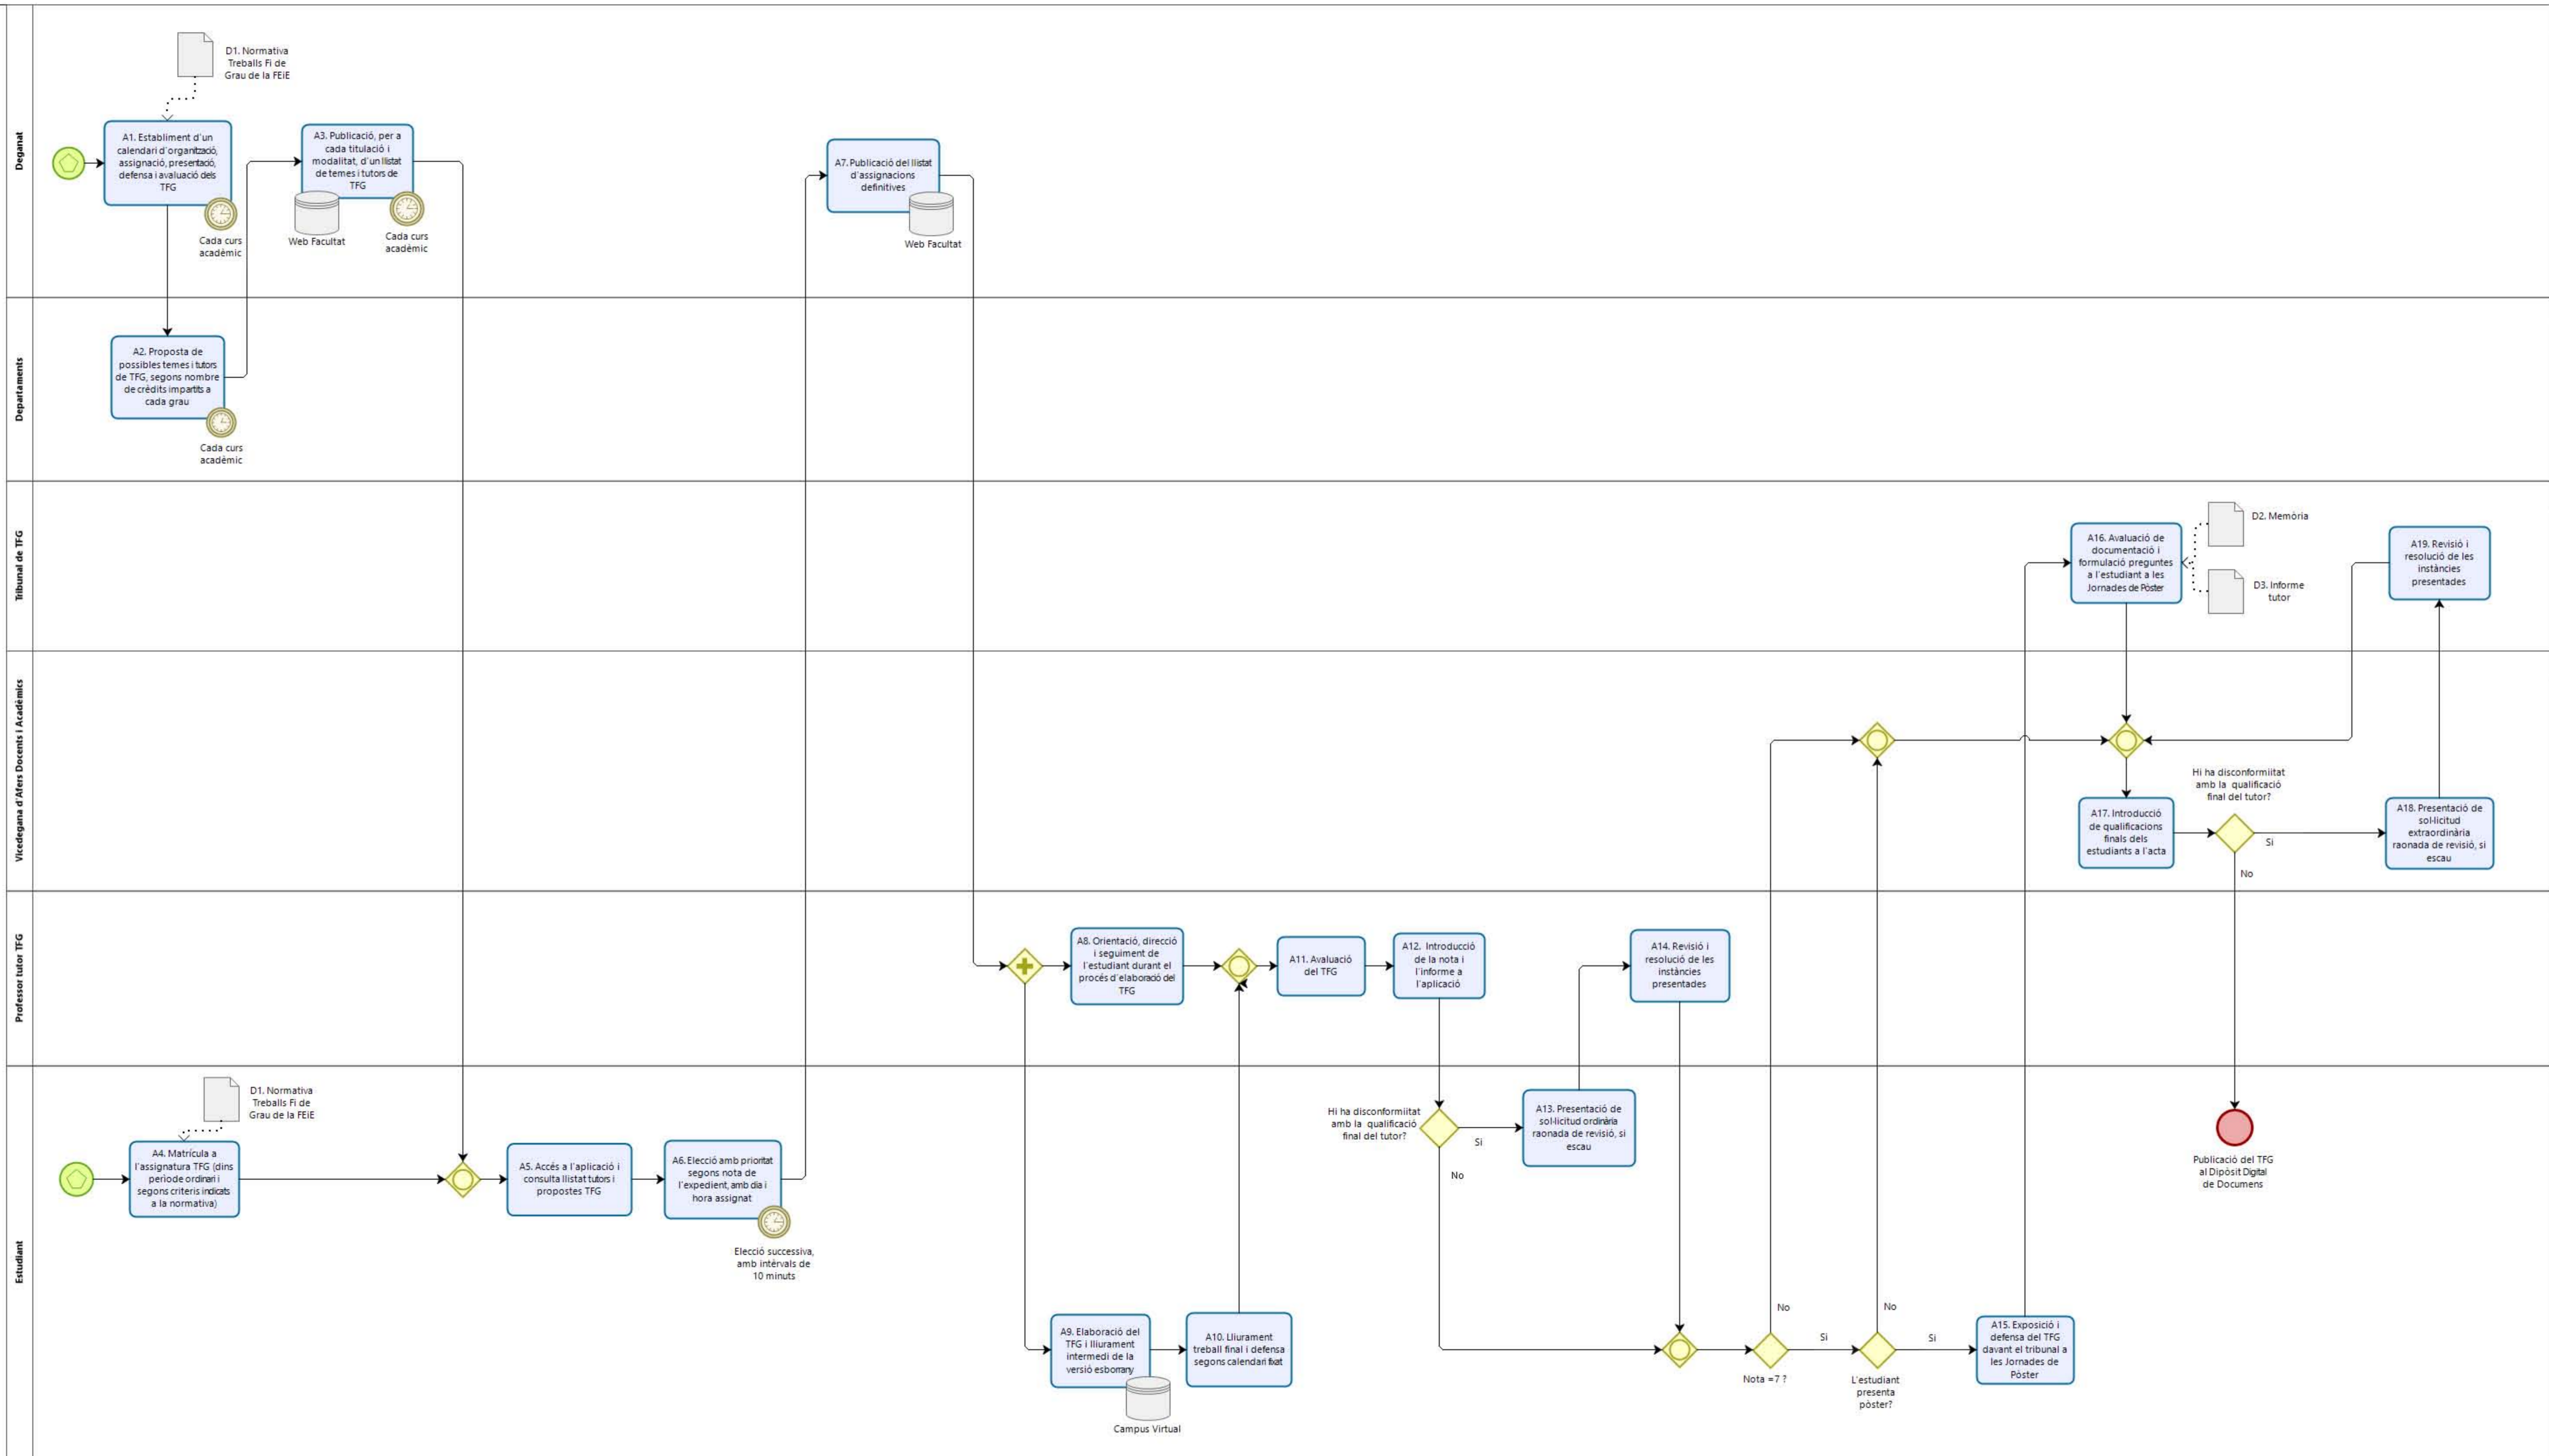 Deganat
D1. Normativa
Treballs Fi de
Grau de la FEiE
A1. Establiment d'un
calendari d'organització,
assignació, presentació,
defensa i avaluació dels
TFG
Cada curs
acadèmic
A3. Publicació, per a
cada titulació i
modalitat, d'un llistat
de temes i tutors de
TFG
Web Facultat
Cada curs
acadèmic
A7. Publicació del llistat
d'assignacions
definitives
Web Facultat
Departaments
A2. Proposta de
possibles temes i tutors
de TFG, segons nombre
de crèdits impartits a
cada grau
Cada curs
acadèmic
Tribunal de TFG
A16. Avaluació de
documentació i
formulació preguntes
a l'estudiant a les
Jornades de Pòster
D2. Memòria
D3. Informe
tutor
A19. Revisió i
resolució de les
instàncies
presentades
Vicedegana d'Afers Docents i Acadèmics
A17. Introducció
de qualificacions
finals dels
estudiants a l'acta
Hi ha disconformiitat
amb la qualificació
final del tutor?
Si
No
A18. Presentació de
sol·licitud
extraordinària
raonada de revisió, si
escau
Professor tutor TFG
A8. Orientació, direcció
i seguiment de
l'estudiant durant el
procés d'elaboració del
TFG
A11. Avaluació
del TFG
A12. Introducció
de la nota i
l'informe a
l'aplicació
A14. Revisió i
resolució de les
instàncies
presentades
Estudiant
D1. Normativa
Treballs Fi de
Grau de la FEiE
A4. Matrícula a
l'assignatura TFG (dins
període ordinari i
segons criteris indicats
a la normativa)
A5. Accés a l'aplicació i
consulta llistat tutors i
propostes TFG
A6. Elecció amb prioritat
segons nota de
l'expedient, amb dia i
hora assignat
Elecció successiva,
amb intèrvals de
10 minuts
A9. Elaboració del
TFG i lliurament
intermedi de la
versió esborrany
Campus Virtual
A10. Lliurament
treball final i defensa
segons calendari fixat
Hi ha disconformiitat
amb la qualificació
final del tutor?
Si
No
A13. Presentació de
sol·licitud ordinària
raonada de revisió, si
escau
No
Si
Nota =7 ?
No
Si
L'estudiant
presenta
pòster?
A15. Exposició i
defensa del TFG
davant el tribunal a
les Jornades de
Pòster
Publicació del TFG
al Dipòsit Digital
de Documens